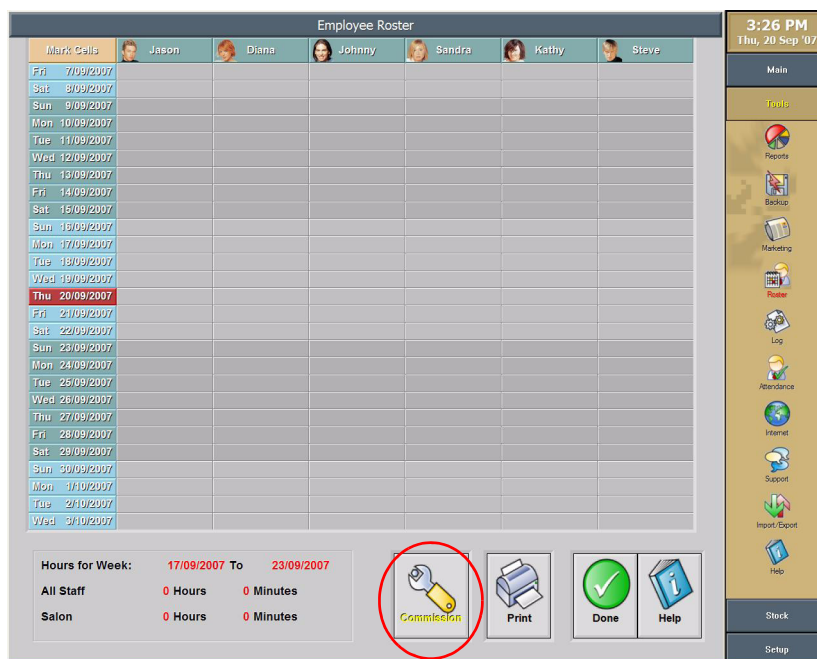 Employee Roster
3:26 PM
Thu, 20 Sep '07
Mark Cells Jason Diana Johnny Sandra Kathy Steve
Fri 7/09/2007
Sat 8/09/2007
Sun 9/09/2007
Mon 10/09/2007
Tue 11/09/2007
Wed 12/09/2007
Thu 13/09/2007
Fri 14/09/2007
Sat 15/09/2007
Sun 16/09/2007
Mon 17/09/2007
Tue 18/09/2007
Wed 19/09/2007
Thu 20/09/2007
Fri 21/09/2007
Sat 22/09/2007
Sun 23/09/2007
Mon 24/09/2007
Tue 25/09/2007
Wed 26/09/2007
Thu 27/09/2007
Fri 28/09/2007
Sat 29/09/2007
Sun 30/09/2007
Mon 1/10/2007
Tue 2/10/2007
Wed 3/10/2007
Hours for Week: 17/09/2007 To 23/09/2007
All Staff 0 Hours 0 Minutes
Salon 0 Hours 0 Minutes
Commission
Print
Done
Help
Main
Tools
Reports
Backup
Marketing
Roster
Log
Attendance
Internet
Support
Import/Export
Help
Stock
Setup